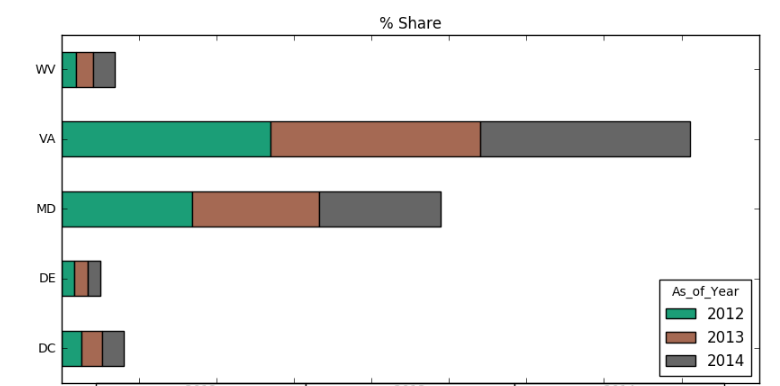 % Share
WV
VA
MD
DE
DC
As_of_Year
2012
2013
2014